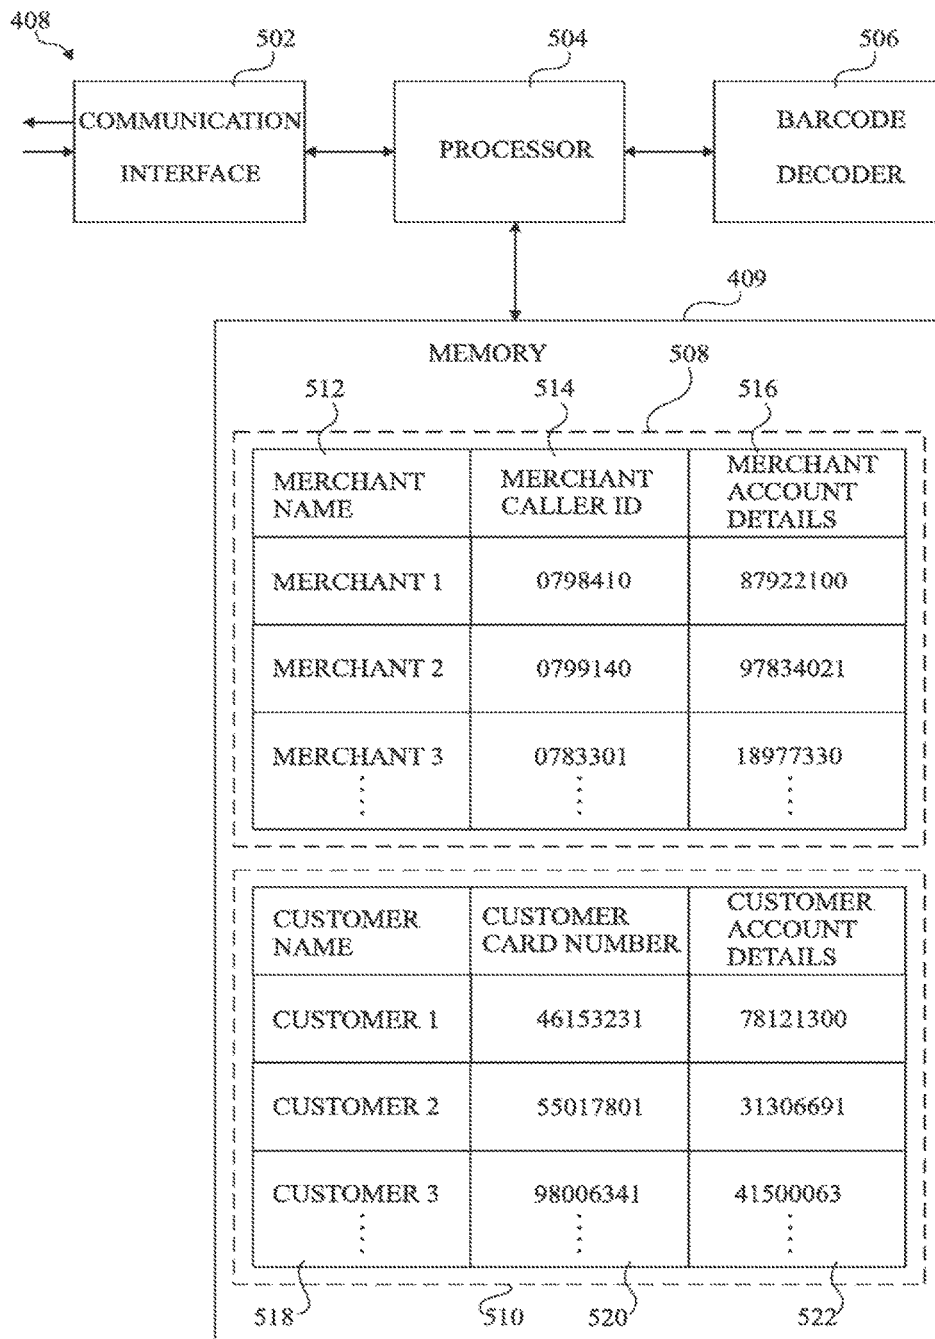 408
502
504
506
COMMUNICATION
INTERFACE
PROCESSOR
BARCODE
DECODER
409
MEMORY
508
512
514
516
MERCHANT
NAME
MERCHANT
CALLER ID
MERCHANT
ACCOUNT
DETAILS
MERCHANT 1
0798410
87922100
MERCHANT 2
0799140
97834021
MERCHANT 3
0783301
18977330
CUSTOMER
NAME
CUSTOMER
CARD NUMBER
CUSTOMER
ACCOUNT
DETAILS
CUSTOMER 1
46153231
78121300
CUSTOMER 2
55017801
31306691
CUSTOMER 3
98006341
41500063
518
510
520
522